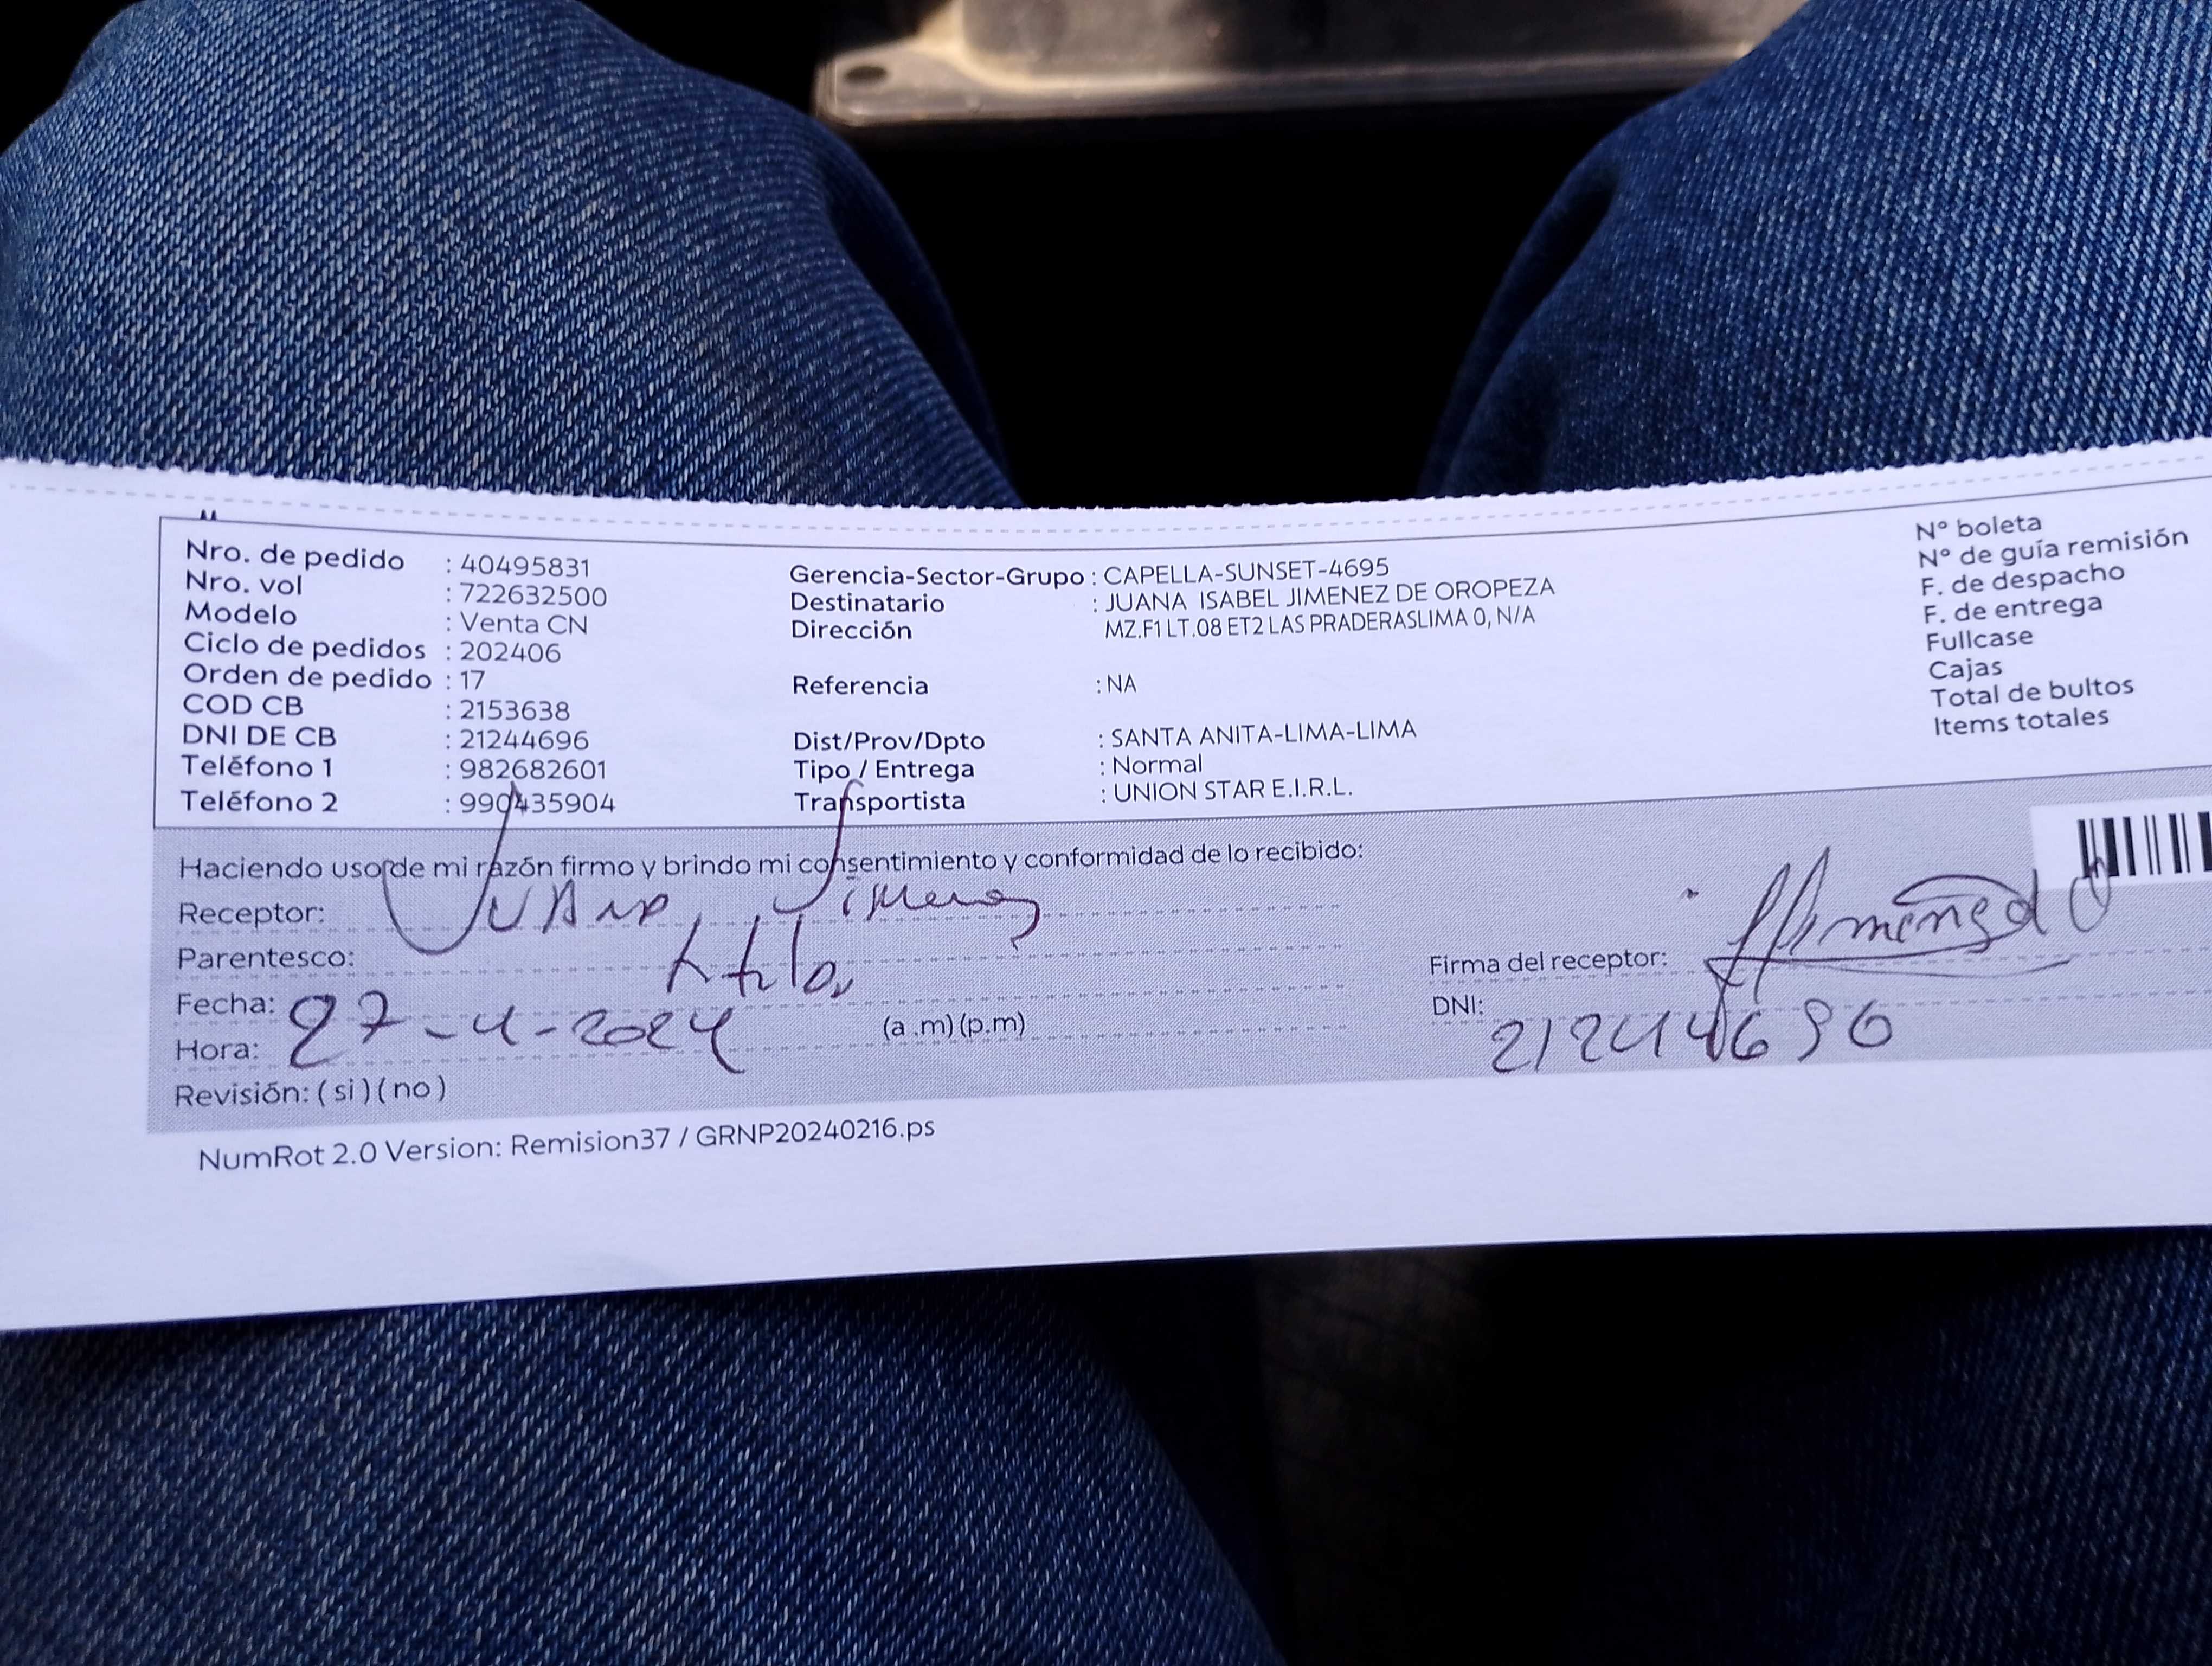 Nro. de pedido : 40495831
Nro. vol : 722632500
Modelo : Venta CN
Ciclo de pedidos : 202406
Orden de pedido : 17
COD CB : 2153638
DNI DE CB : 21244696
Teléfono 1 : 982682601
Teléfono 2 : 990435904
Gerencia-Sector-Grupo : CAPELLA-SUNSET-4695
Destinatario : JUANA ISABEL JIMENEZ DE OROPEZA
Dirección MZ.F1 LT.08 ET2 LAS PRADERASLIMA 0, N/A
Referencia : NA
Dist/Prov/Dpto : SANTA ANITA-LIMA-LIMA
Tipo / Entrega : Normal
Transportista : UNION STAR E.I.R.L.
N° boleta
N° de guía remisión
F. de despacho
F. de entrega
Fullcase
Cajas
Total de bultos
Items totales
Haciendo uso de mi razón firmo y brindo mi consentimiento y conformidad de lo recibido:
Receptor: Juana Jimenez
Parentesco:
Fecha: 27-4-2024
Hora: (a .m) (p.m)
Revisión: ( si ) ( no )
Firma del receptor:
DNI: 21244696
NumRot 2.0 Version: Remision37 / GRNP20240216.ps